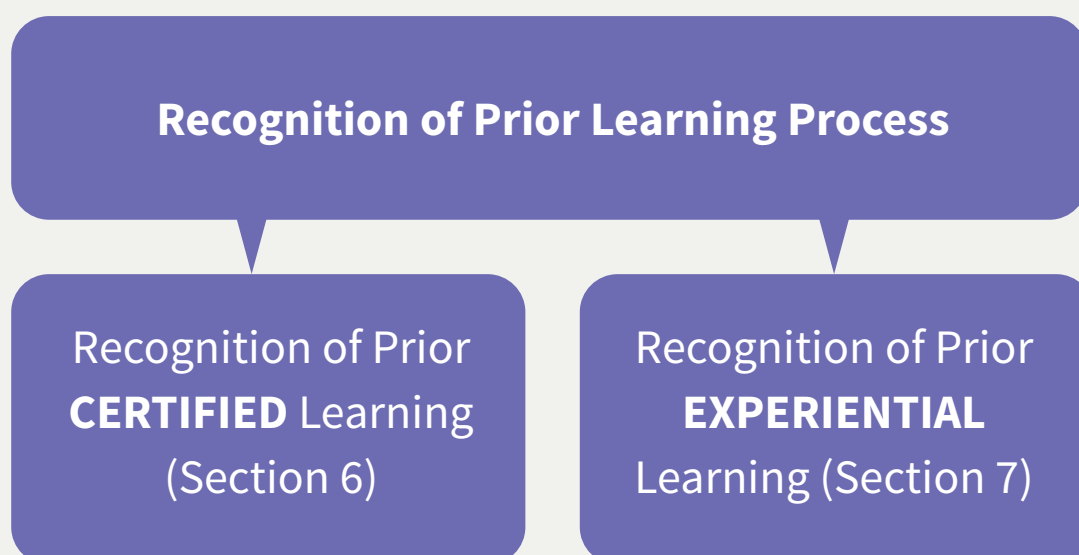 Recognition of Prior Learning Process
Recognition of Prior
CERTIFIED Learning
(Section 6)
Recognition of Prior
EXPERIENTIAL
Learning (Section 7)